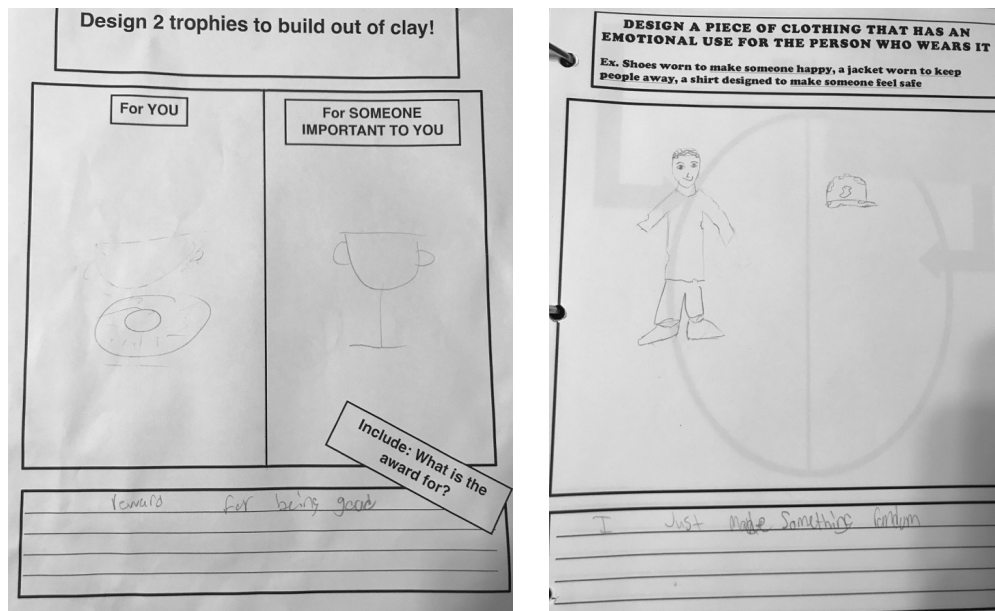 Design 2 trophies to build out of clay!
For YOU
For SOMEONE
IMPORTANT TO YOU
Include: What is the
award for?
reward for being good
DESIGN A PIECE OF CLOTHING THAT HAS AN
EMOTIONAL USE FOR THE PERSON WHO WEARS IT
Ex. Shoes worn to make someone happy, a jacket worn to keep
people away, a shirt designed to make someone feel safe
B
I Just made Something random